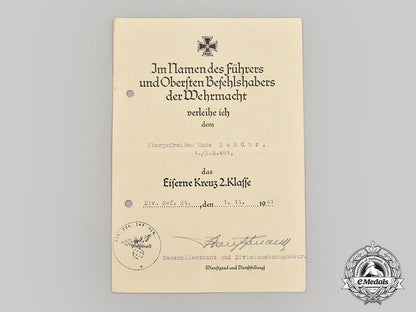 Im Namen des Führers
und Obersten Befehlshabers
der Wehrmacht
verleihe ich
dem
Obergefreiten Hans Schütz,
1./I.R.481,
das
Eiserne Kreuz 2. Klasse
Div. Gef. St. ,den 1. 11. 1941
Generalleutnant und Divisionskommandeur.
(Dienstgrad und Dienststellung)
eMedals